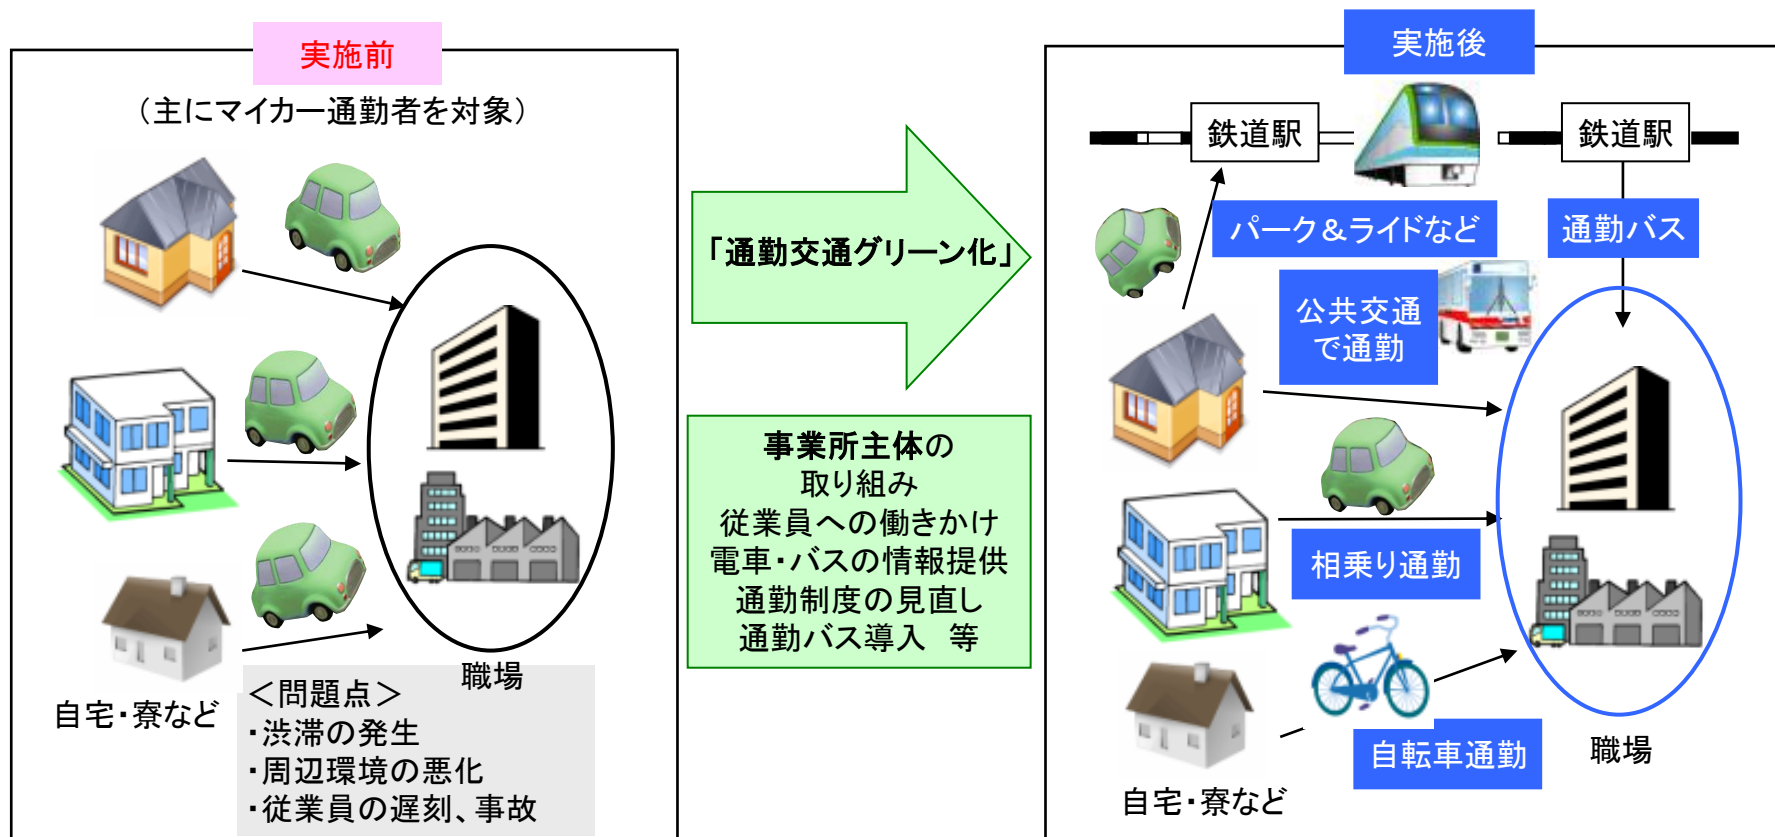 実施前
（主にマイカー通勤者を対象）
職場
自宅・寮など
＜問題点＞
・渋滞の発生
・周辺環境の悪化
・従業員の遅刻、事故
「通勤交通グリーン化」
事業所主体の
取り組み
従業員への働きかけ
電車・バスの情報提供
通勤制度の見直し
通勤バス導入　等
実施後
鉄道駅
鉄道駅
パーク＆ライドなど
通勤バス
公共交通
で通勤
相乗り通勤
自転車通勤
職場
自宅・寮など